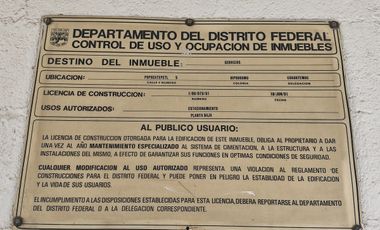 DEPARTAMENTO DEL DISTRITO FEDERAL
CONTROL DE USO Y OCUPACION DE INMUEBLES
DESTINO DEL INMUEBLE: SERVICIOS
UBICACION: POPOCATEPETL 5 HIPODROMO CUAUHTEMOC
CALLE Y NUMERO COLONIA DELEGACION
LICENCIA DE CONSTRUCCION:
NUMERO FECHA
USOS AUTORIZADOS: ESTACIONAMIENTO
PLANTA BAJA
AL PUBLICO USUARIO:
LA LICENCIA DE CONSTRUCCION OTORGADA PARA LA EDIFICACION DE ESTE INMUEBLE, OBLIGA AL PROPIETARIO A DAR
UNA VEZ AL AÑO MANTENIMIENTO ESPECIALIZADO AL SISTEMA DE CIMENTACION, A LA ESTRUCTURA Y A LAS
INSTALACIONES DEL MISMO, A EFECTO DE GARANTIZAR SUS FUNCIONES EN OPTIMAS CONDICIONES DE SEGURIDAD.
CUALQUIER MODIFICACION AL USO AUTORIZADO REPRESENTA UNA VIOLACION AL REGLAMENTO DE
CONSTRUCCIONES PARA EL DISTRITO FEDERAL Y PUEDE PONER EN PELIGRO LA ESTABILIDAD DE LA EDIFICACION
Y LA VIDA DE SUS USUARIOS.
EL INCUMPLIMIENTO A LAS DISPOSICIONES ESTABLECIDAS PARA ESTA LICENCIA, DEBERA REPORTARSE AL DEPARTAMENTO
DEL DISTRITO FEDERAL O A LA DELEGACION CORRESPONDIENTE.